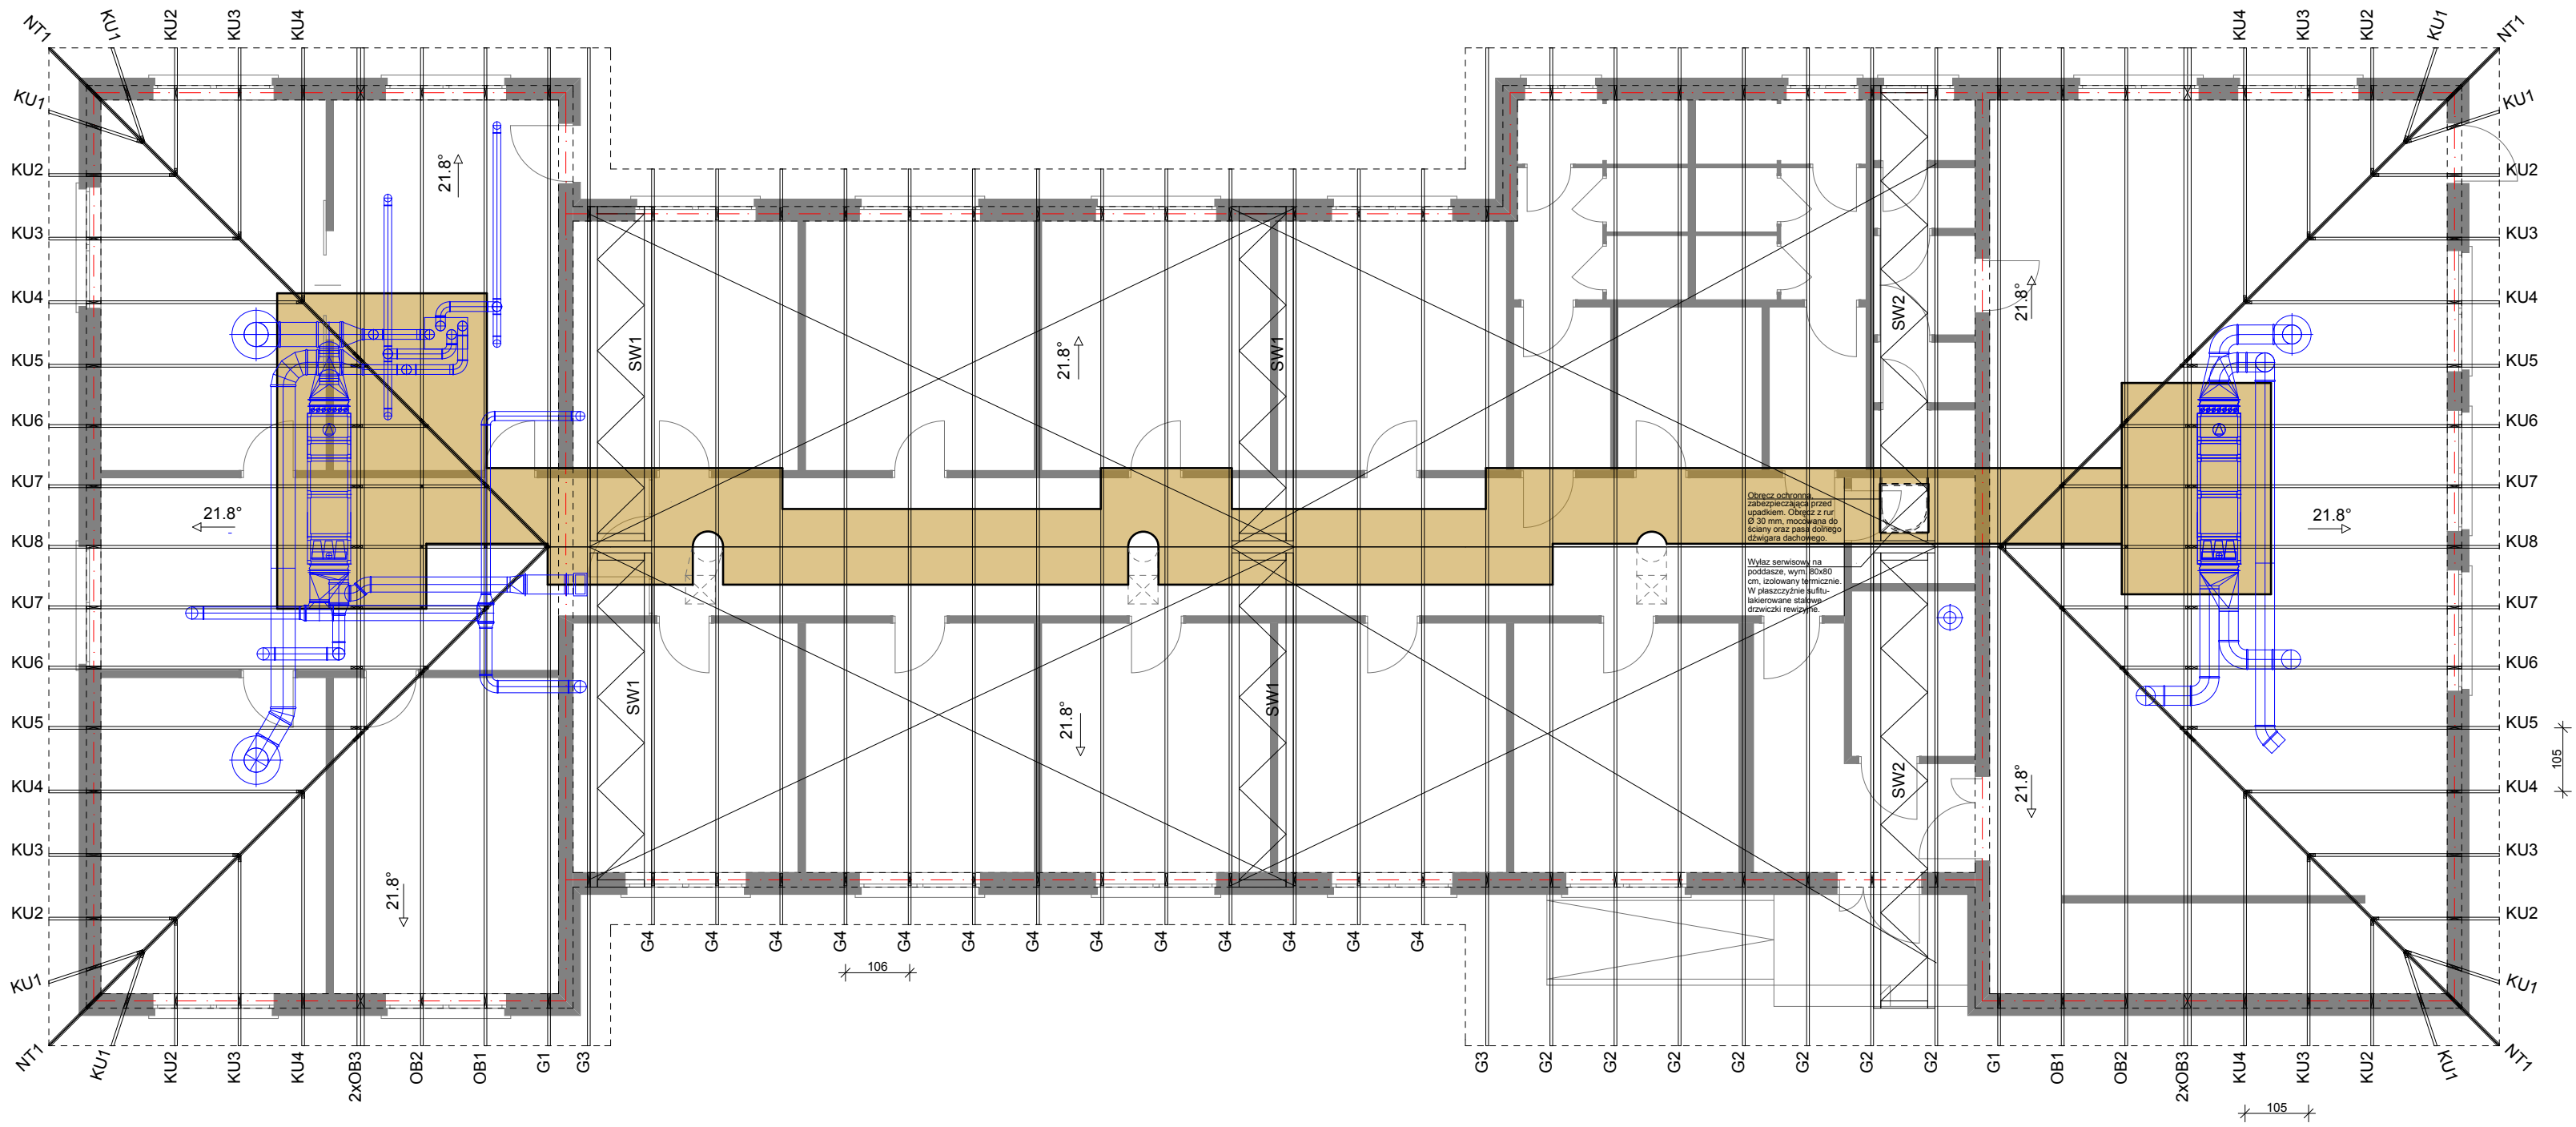 NT1 KU1 KU2 KU3 KU4 KU4 KU3 KU2 KU1 NT1
KU1 KU1
KU2 21.8° KU2
KU3 KU3
KU4 21.8° KU4
SW1 21.8° SW1 SW2
KU5 KU5
KU6 KU6
KU7 KU7
21.8° 21.8°
KU8 KU8
Obręcz ochronna,
zabezpieczająca przed
upadkiem. Obręcz z rur
Ø 30 mm, mocowana do
ściany oraz pasa dolnego
dźwigara dachowego.
Wyłaz serwisowy na
poddasze, wym. 80x80
cm, izolowany termicznie.
W płaszczyźnie sufitu-
lakierowane stalowe
drzwiczki rewizyjne.
KU7 KU7
KU6 KU6
SW1 SW1
KU5 21.8° KU5
105
KU4 SW2 21.8° KU4
KU3 KU3
21.8°
KU2 KU2
G4 G4 G4 G4 G4 G4 G4 G4 G4 G4 G4 G4 G4
106
KU1 KU1
NT1 KU1 KU2 KU3 KU4 2xOB3 OB2 OB1 G1 G3 G3 G2 G2 G2 G2 G2 G2 G2 G1 OB1 OB2 2xOB3 KU4 KU3 KU2 KU1 NT1
105